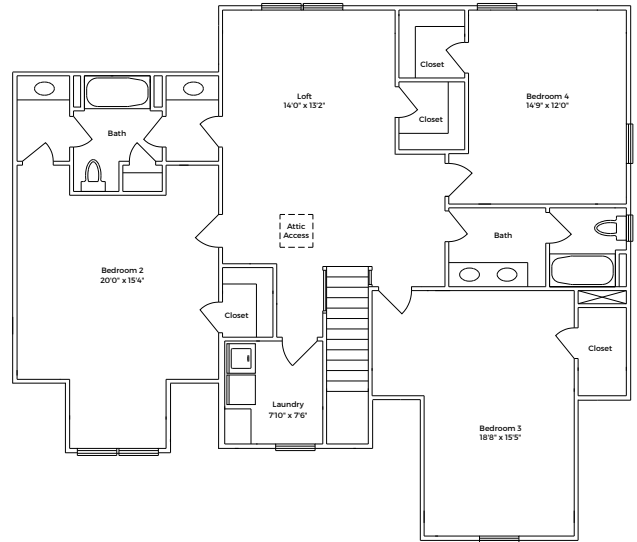 Closet
Loft
14'0" x 13'2"
Bedroom 4
14'9" x 12'0"
Closet
Bath
Attic
Access
Bath
Bedroom 2
20'0" x 15'4"
Closet
Closet
Laundry
7'10" x 7'6"
Bedroom 3
18'8" x 15'5"